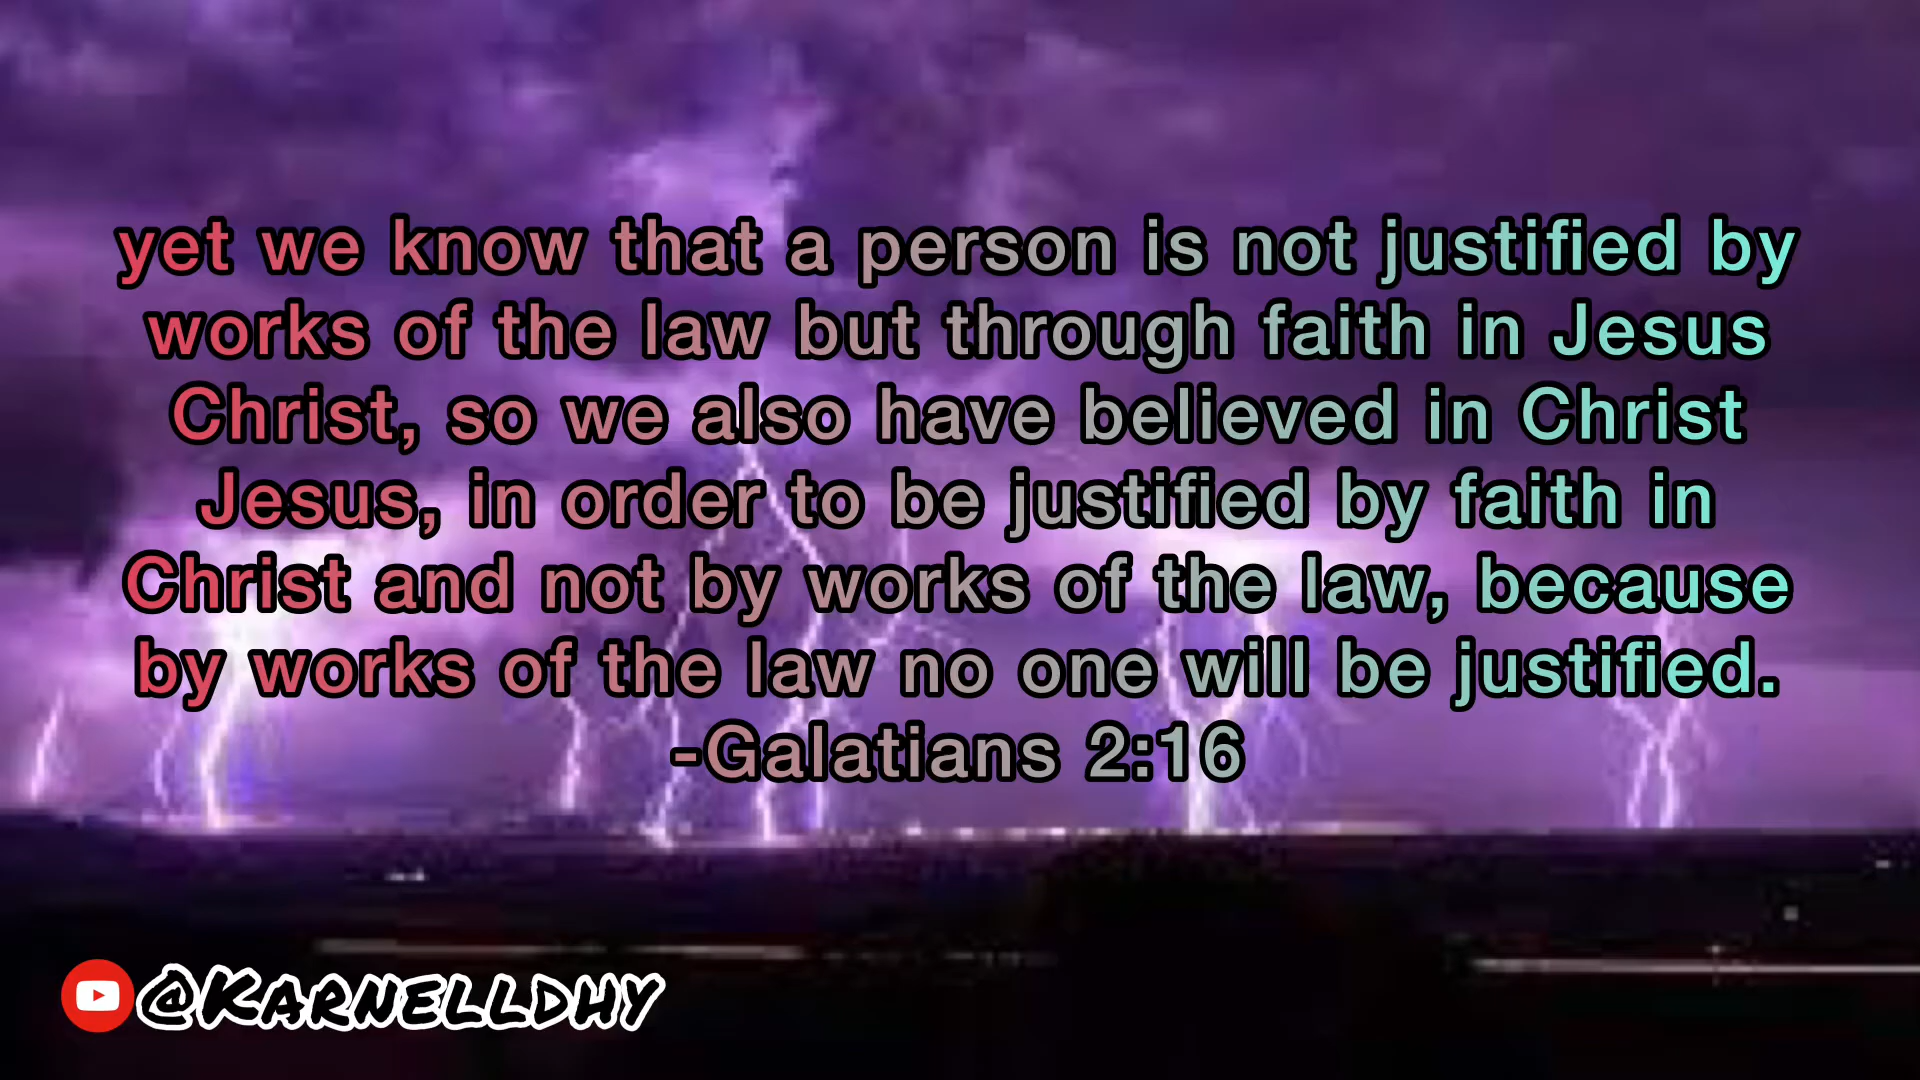 yet we know that a person is not justified by
works of the law but through faith in Jesus
Christ, so we also have believed in Christ
Jesus, in order to be justified by faith in
Christ and not by works of the law, because
by works of the law no one will be justified.
-Galatians 2:16
@Karnelldhy